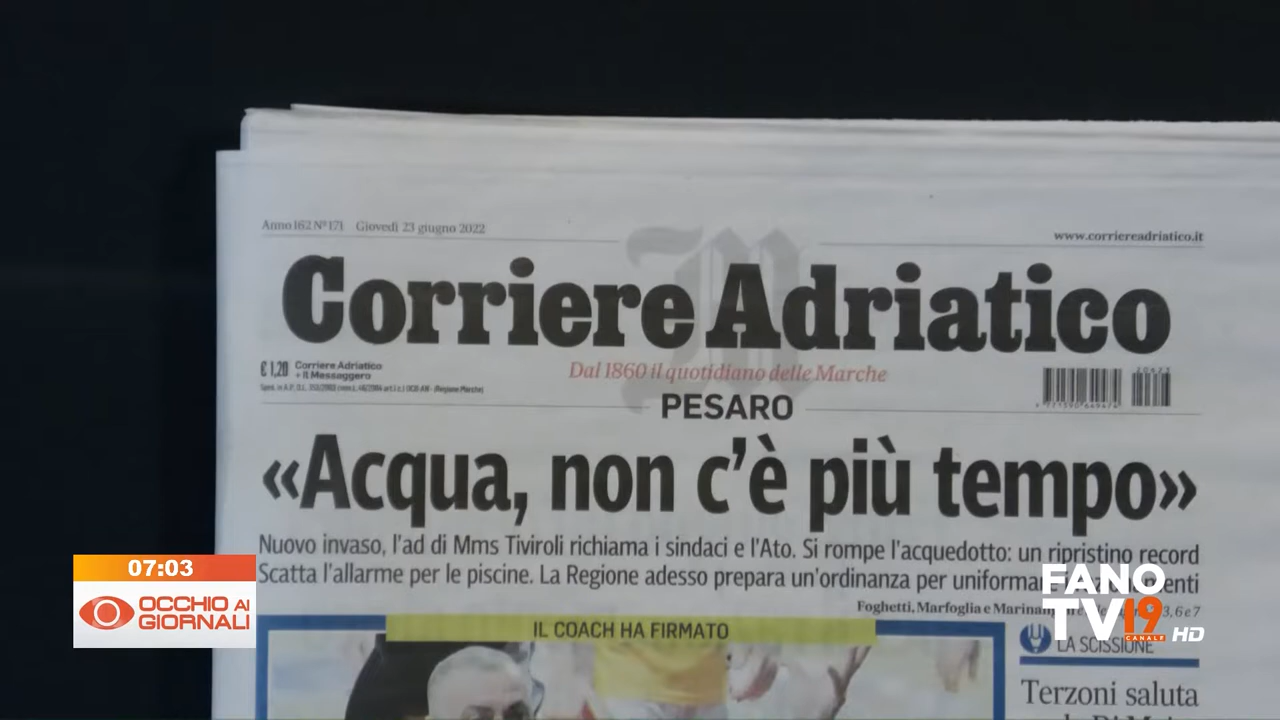 Anno 162 N° 171 Giovedì 23 giugno 2022
www.corriereadriatico.it
Corriere Adriatico
€ 1,20 Corriere Adriatico
+ Il Messaggero
Dal 1860 il quotidiano delle Marche
PESARO
«Acqua, non c'è più tempo»
Nuovo invaso, l'ad di Mms Tiviroli richiama i sindaci e l'Ato. Si rompe l'acquedotto: un ripristino record
Scatta l'allarme per le piscine. La Regione adesso prepara un'ordinanza per uniformare
Foghetti, Marfoglia e 3, 6 e 7
IL COACH HA FIRMATO
LA SCISSIONE
Terzoni saluta
07:03
OCCHIO AI
GIORNALI
FANO
TV19
CANALE HD